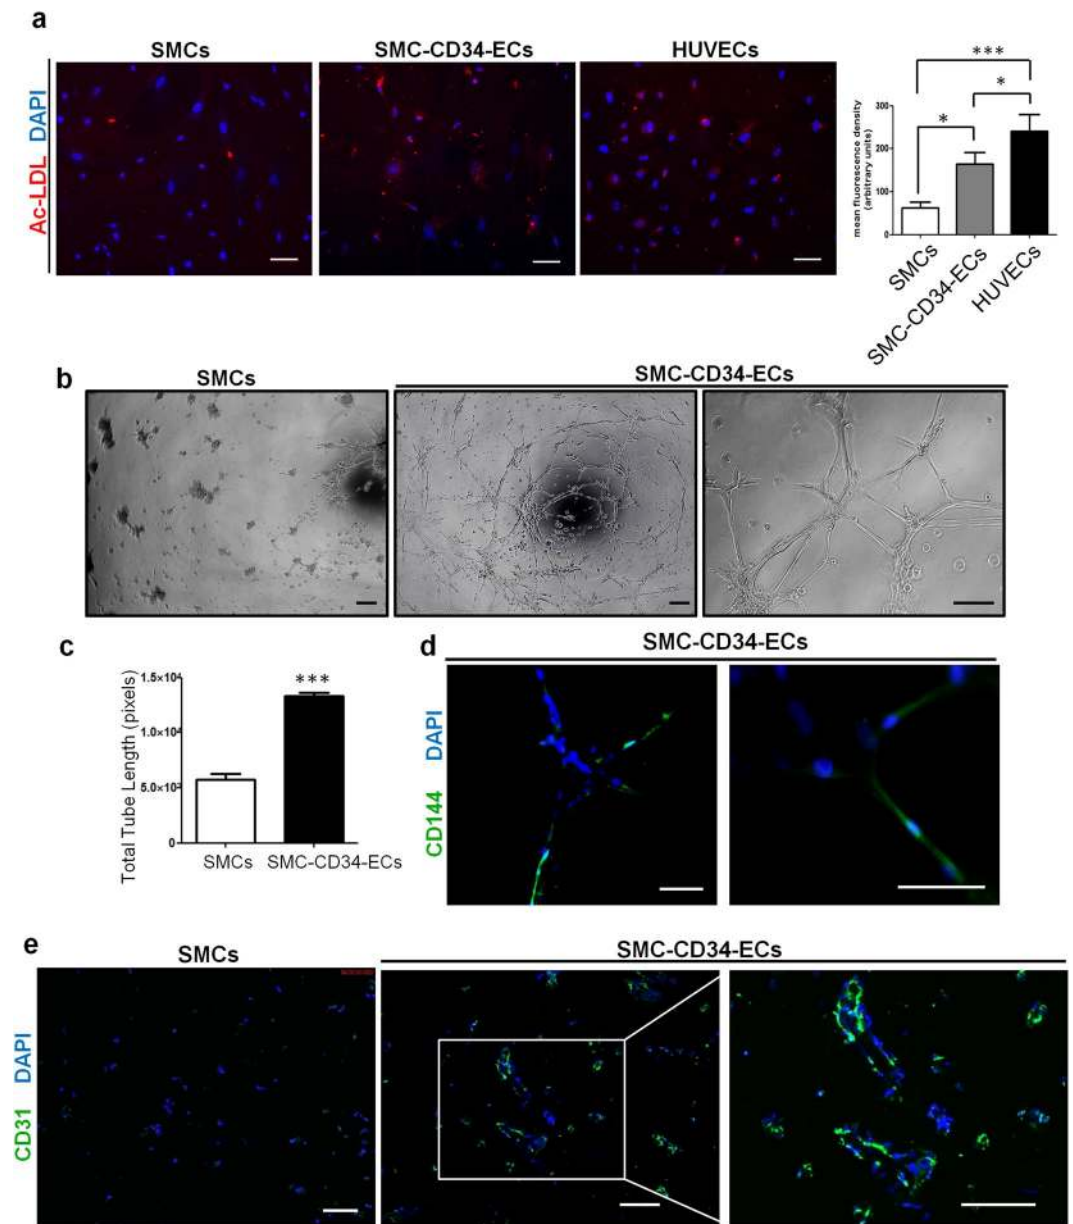 a
SMCs
SMC-CD34-ECs
HUVECs
Ac-LDL DAPI
***
*
*
mean fluorescence density
(arbitrary units)
300
200
100
0
SMCs
SMC-CD34-ECs
HUVECs
b
SMCs
SMC-CD34-ECs
c
Total Tube Length (pixels)
1.5×10⁴
1.0×10⁴
5.0×10³
0
***
SMCs
SMC-CD34-ECs
d
SMC-CD34-ECs
CD144 DAPI
e
SMCs
SMC-CD34-ECs
CD31 DAPI